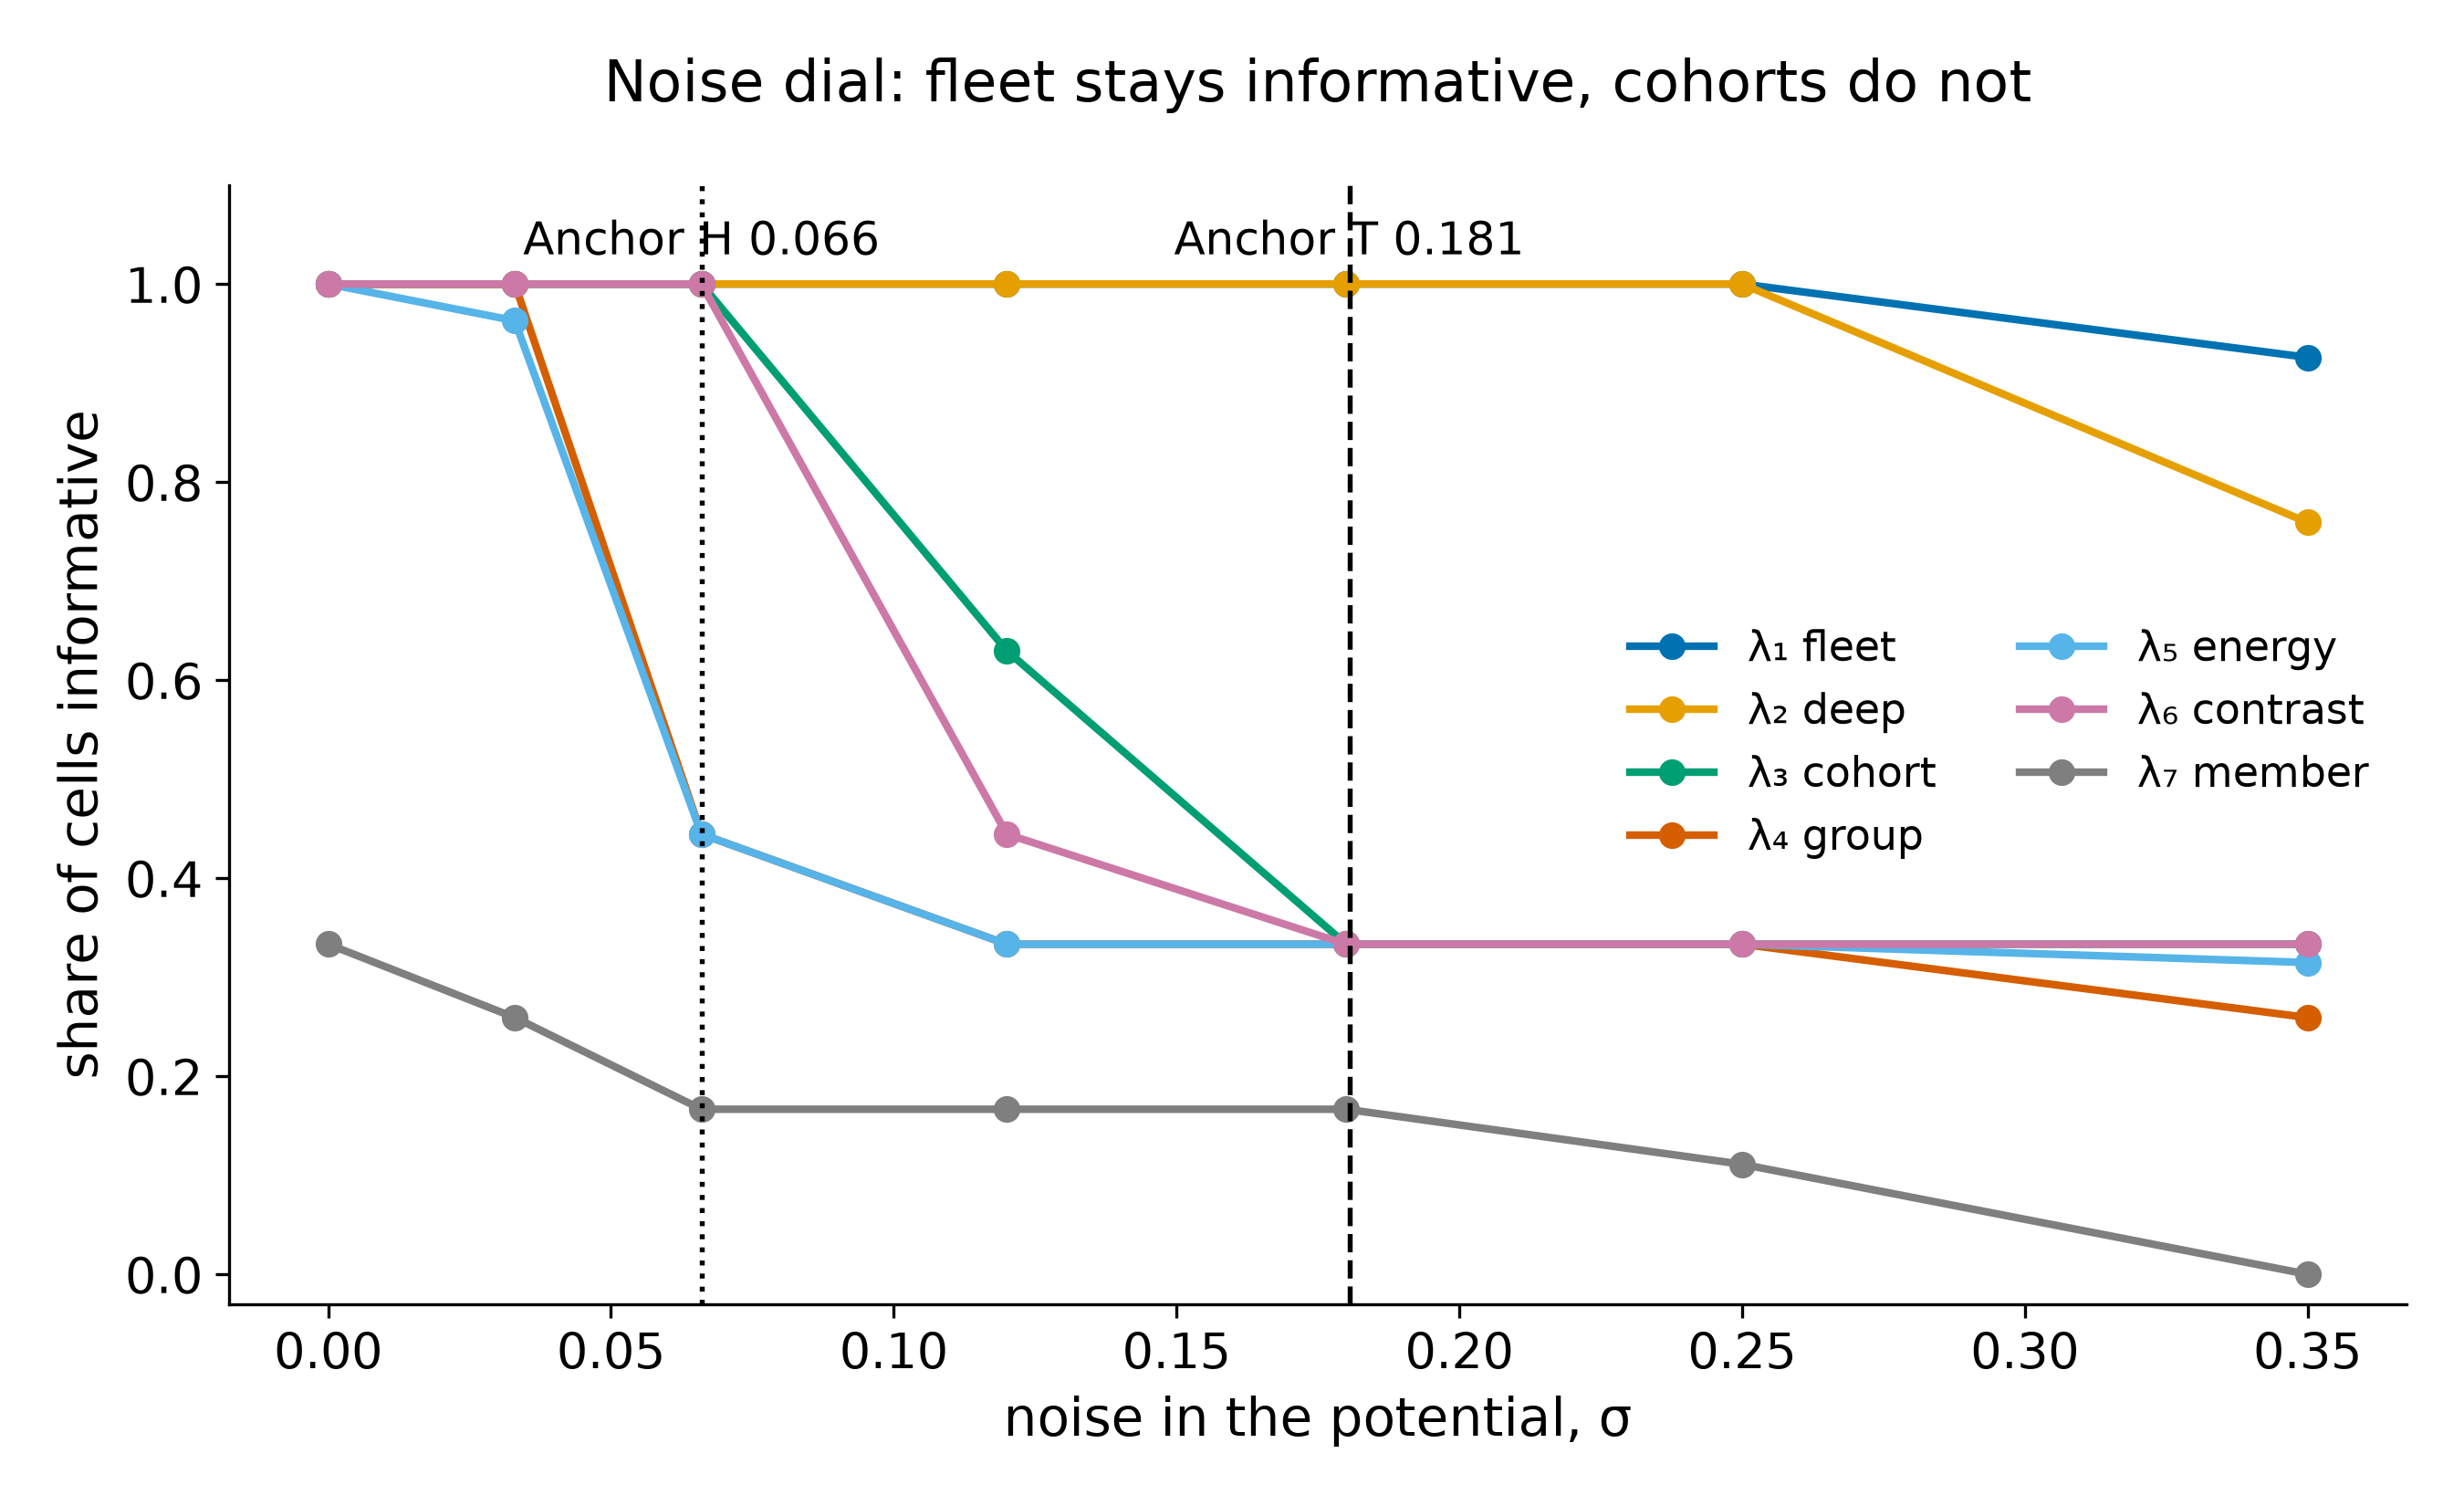 Noise dial: fleet stays informative, cohorts do not
Anchor H 0.066
Anchor T 0.181
share of cells informative
1.0
0.8
0.6
0.4
0.2
0.0
λ₁ fleet
λ₂ deep
λ₃ cohort
λ₄ group
λ₅ energy
λ₆ contrast
λ₇ member
0.00 0.05 0.10 0.15 0.20 0.25 0.30 0.35
noise in the potential, σ